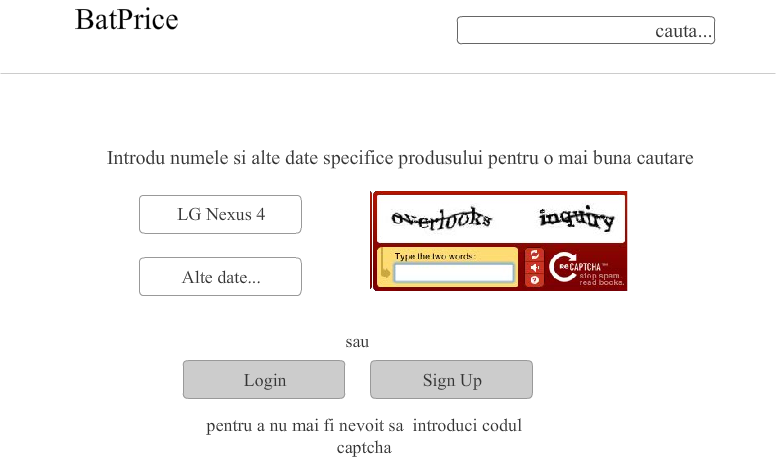 BatPrice
cauta...
Introdu numele si alte date specifice produsului pentru o mai buna cautare
LG Nexus 4
overlooks inquiry
Type the two words:
Alte date...
reCAPTCHA™
stop spam.
read books.
sau
Login
Sign Up
pentru a nu mai fi nevoit sa introduci codul
captcha